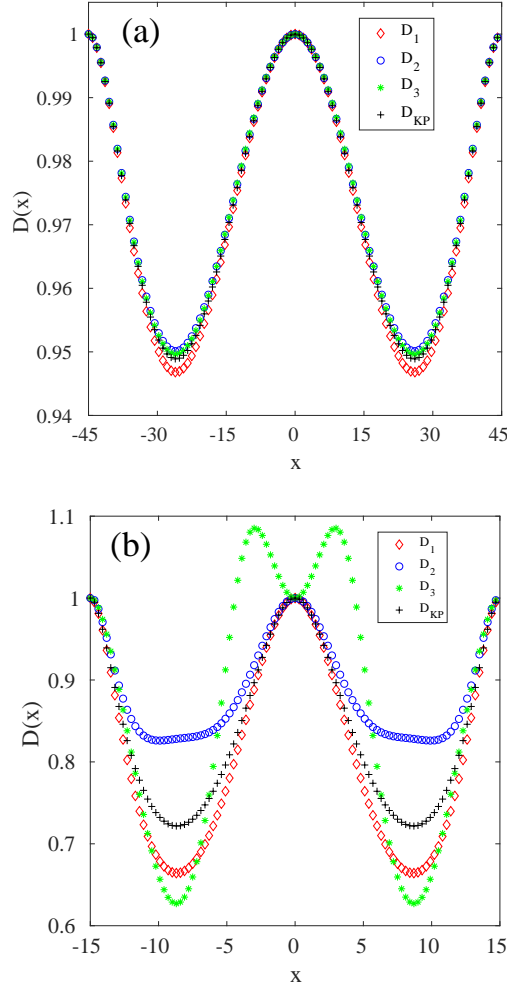 (a)
D1
D2
D3
DKP
1
0.99
0.98
0.97
0.96
0.95
0.94
D(x)
-45 -30 -15 0 15 30 45
x
(b)
D1
D2
D3
DKP
1.1
1
0.9
0.8
0.7
0.6
D(x)
-15 -10 -5 0 5 10 15
x